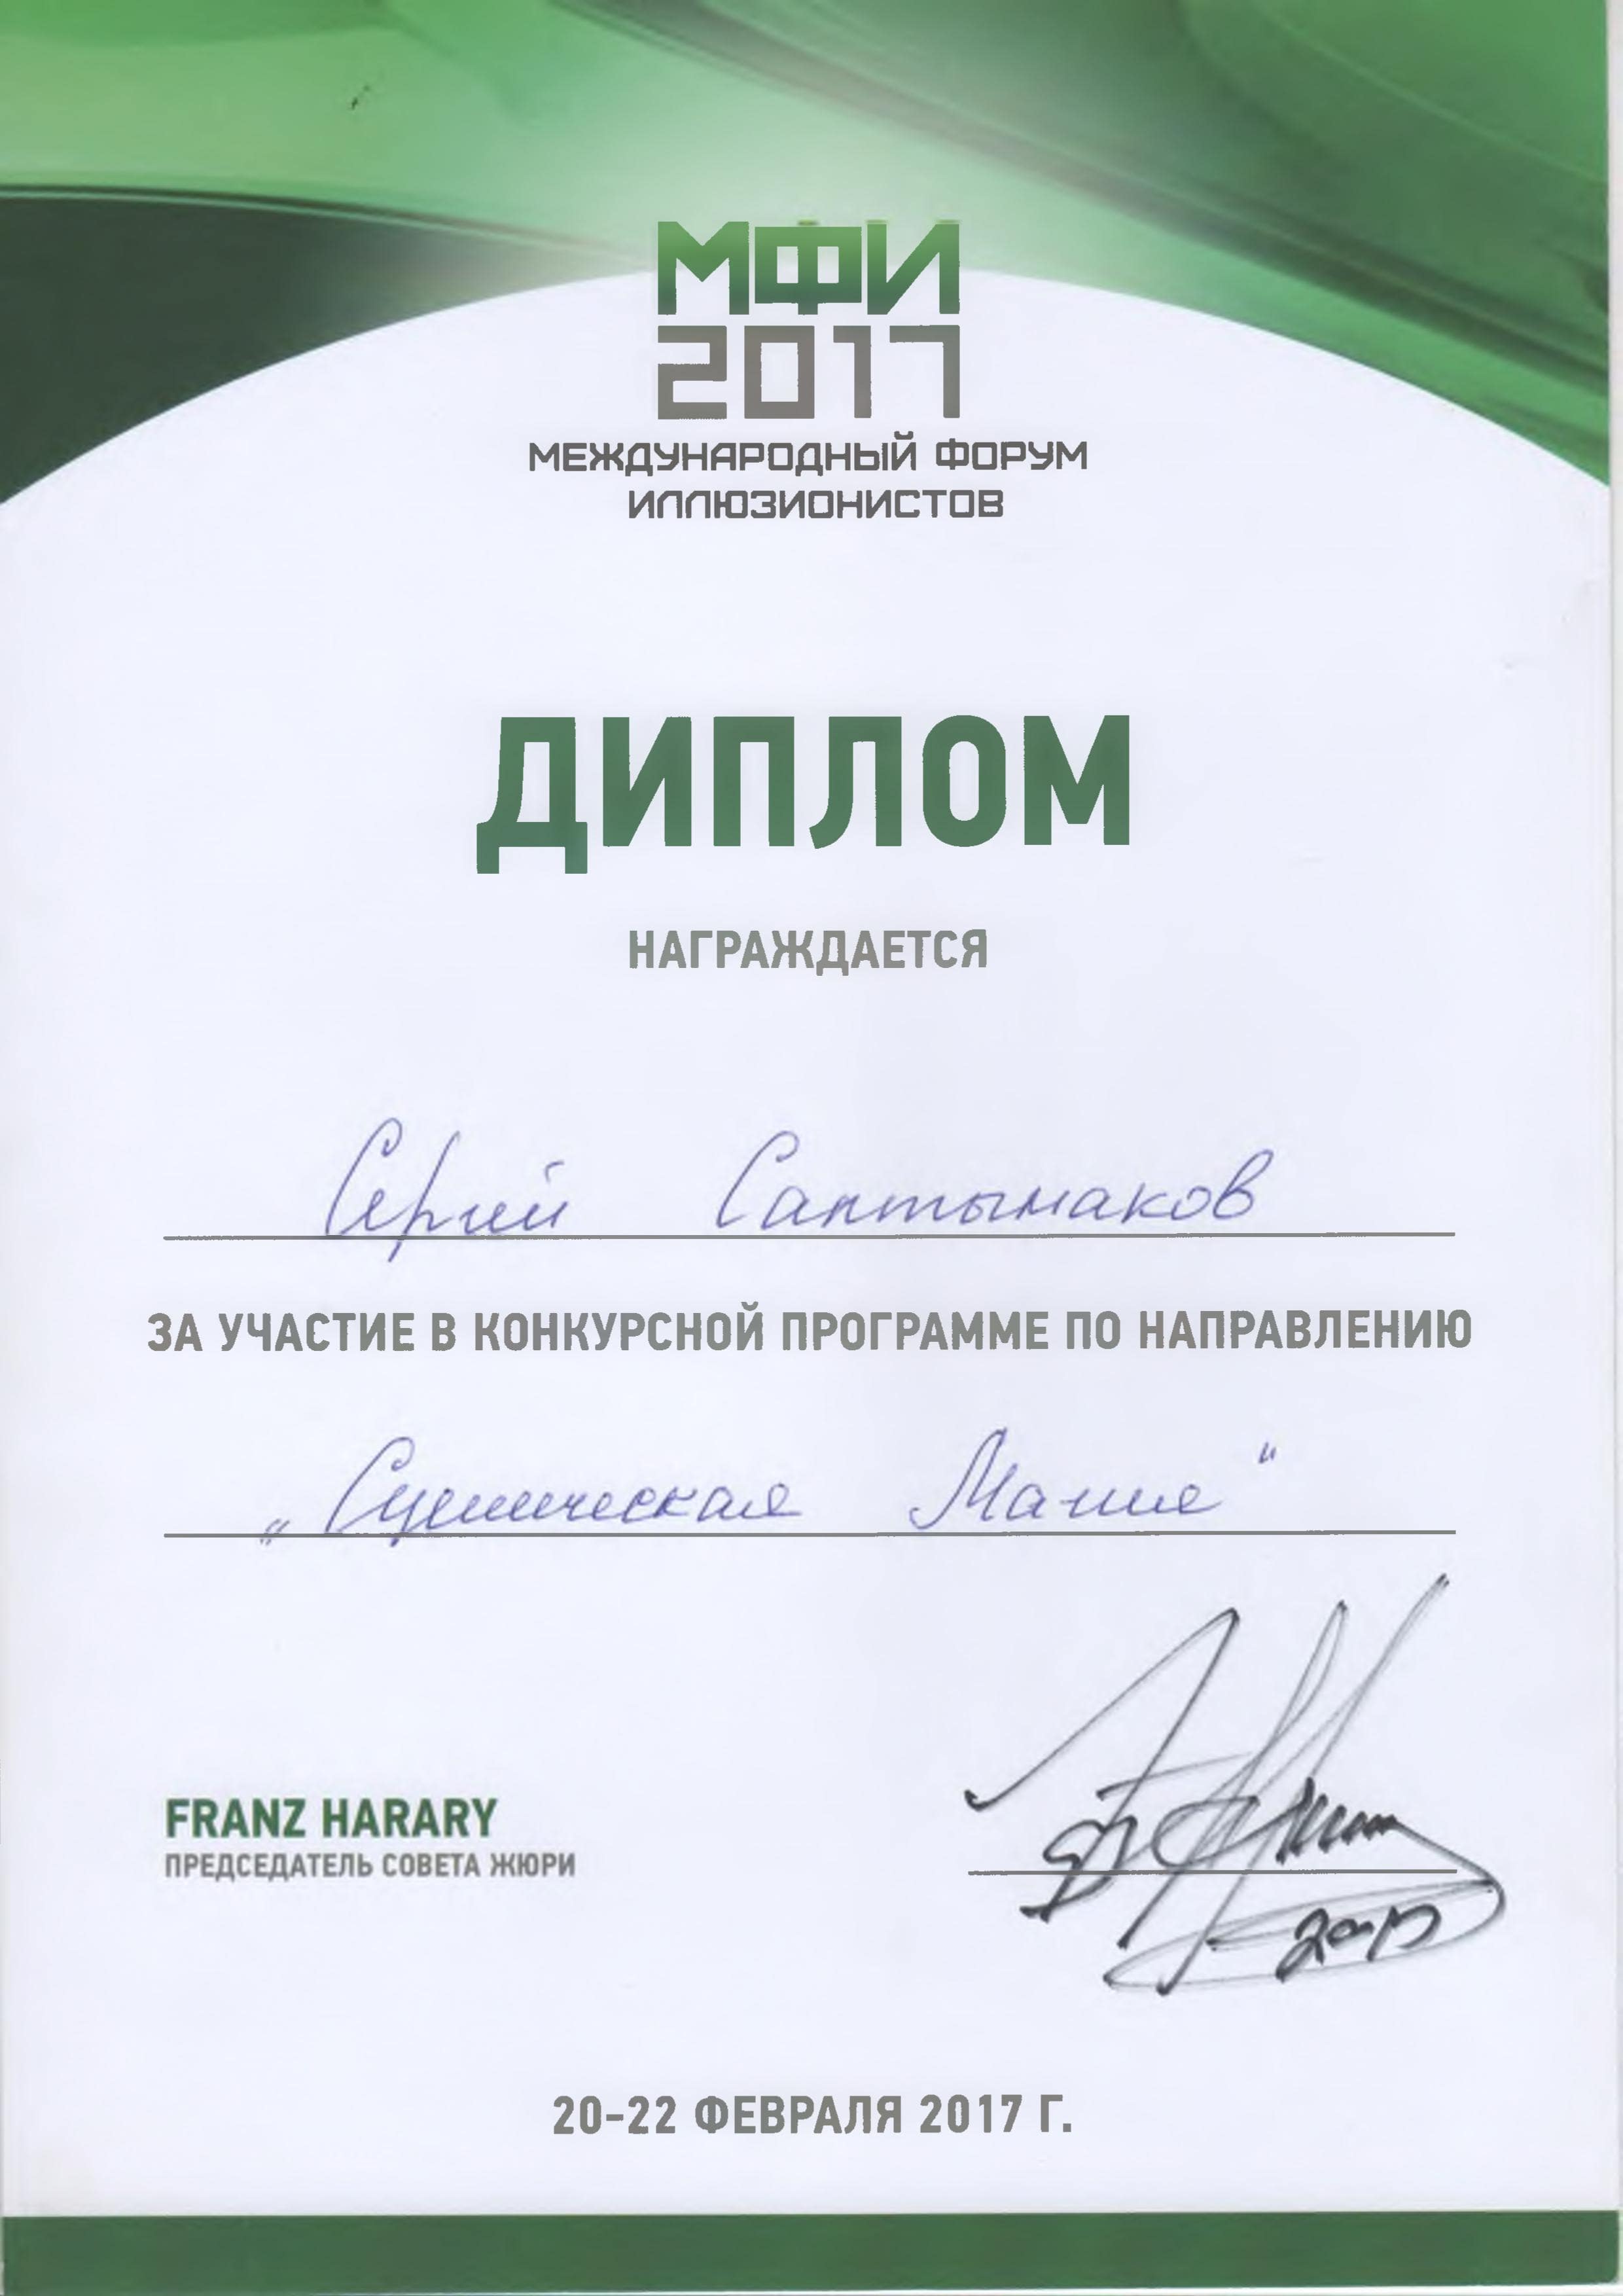 МФИ
2017
МЕЖДУНАРОДНЫЙ ФОРУМ
ИЛЛЮЗИОНИСТОВ
ДИПЛОМ
НАГРАЖДАЕТСЯ
Сергей Саптымаков
ЗА УЧАСТИЕ В КОНКУРСНОЙ ПРОГРАММЕ ПО НАПРАВЛЕНИЮ
„Сценическая Магия"
FRANZ HARARY
ПРЕДСЕДАТЕЛЬ СОВЕТА ЖЮРИ
2017
20-22 ФЕВРАЛЯ 2017 Г.